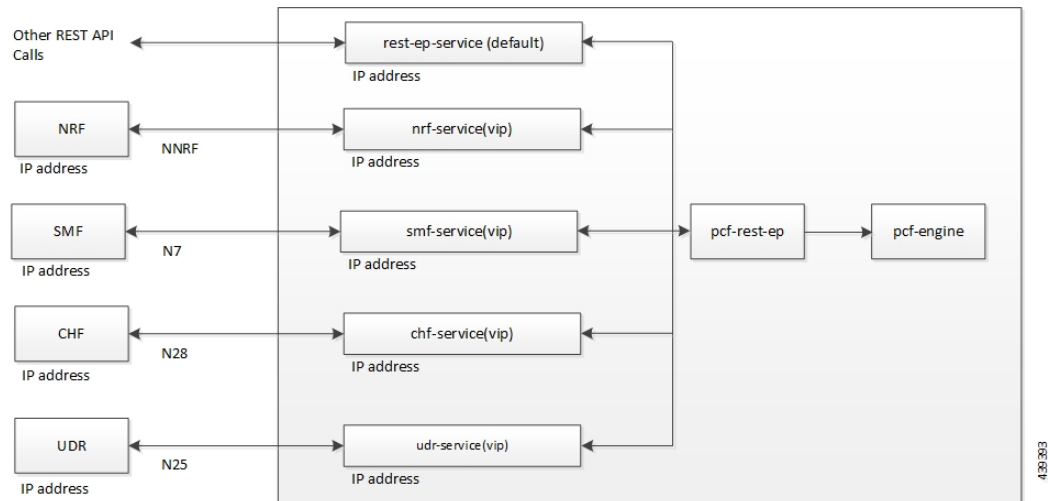 Other REST API
Calls
rest-ep-service (default)
IP address
NRF
IP address
NNRF
nrf-service(vip)
IP address
SMF
IP address
N7
smf-service(vip)
IP address
pcf-rest-ep
pcf-engine
CHF
IP address
N28
chf-service(vip)
IP address
UDR
IP address
N25
udr-service(vip)
IP address
439393